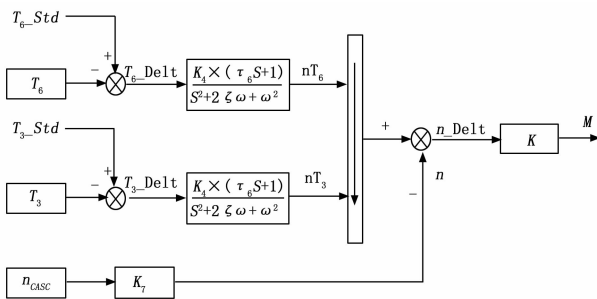 T₆_Std
+
−
T₆
T₆_Delt
K₄×(τ₆S+1)
S²+2ζω+ω²
nT₆
T₃_Std
+
−
T₃
T₃_Delt
K₄×(τ₆S+1)
S²+2ζω+ω²
nT₃
+
−
n_Delt
n
K
M
n_CASC
K₇